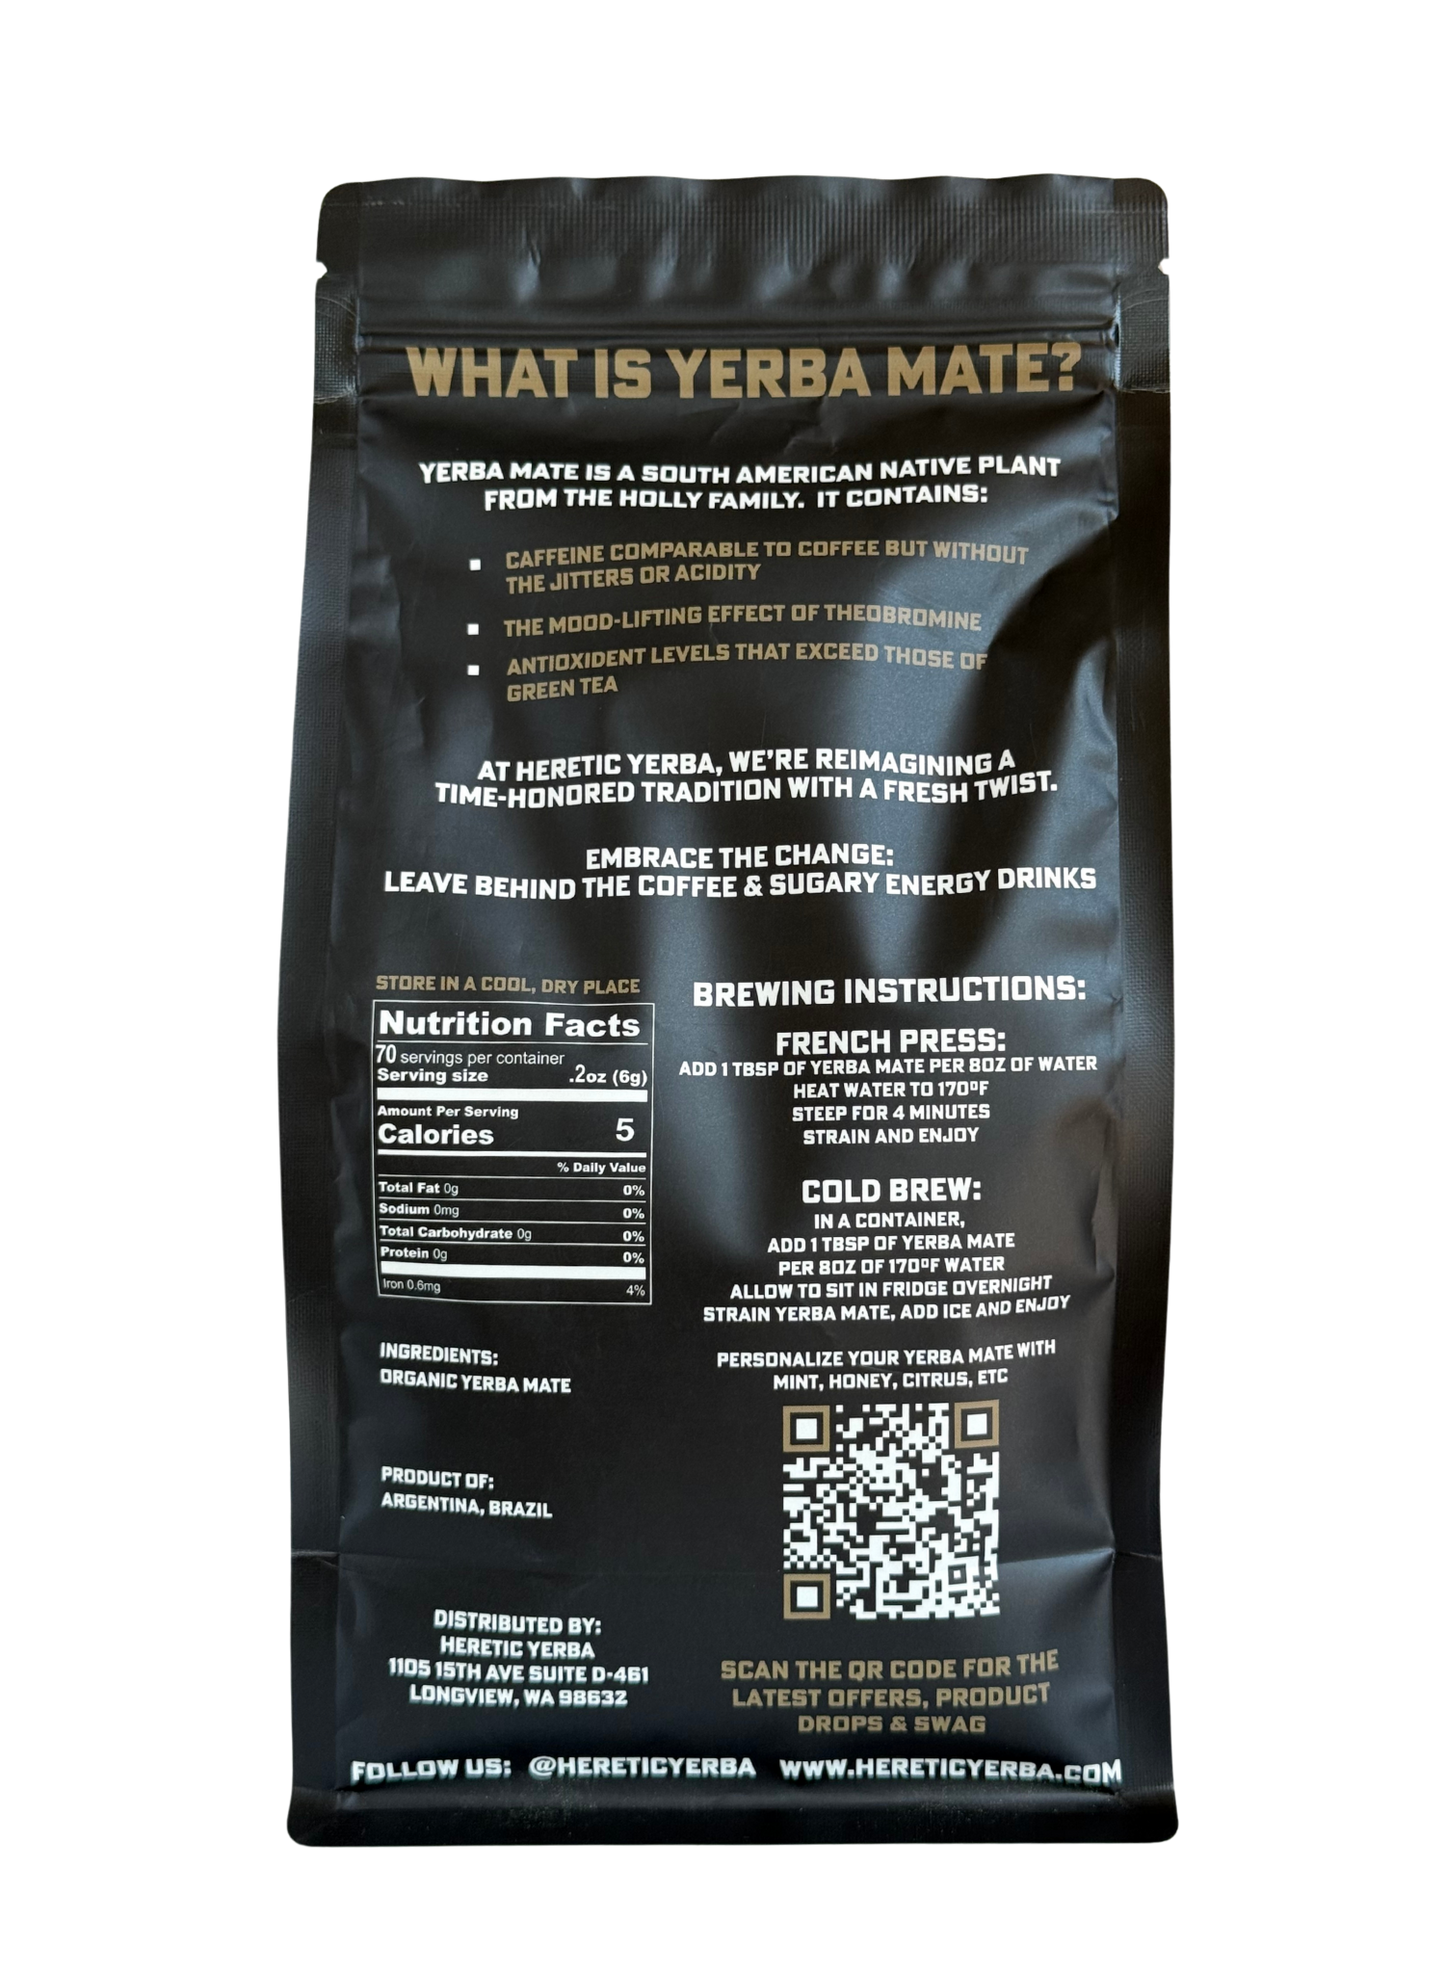 WHAT IS YERBA MATE?
YERBA MATE IS A SOUTH AMERICAN NATIVE PLANT
FROM THE HOLLY FAMILY. IT CONTAINS:
▪ CAFFEINE COMPARABLE TO COFFEE BUT WITHOUT
THE JITTERS OR ACIDITY
▪ THE MOOD-LIFTING EFFECT OF THEOBROMINE
▪ ANTIOXIDENT LEVELS THAT EXCEED THOSE OF
GREEN TEA
AT HERETIC YERBA, WE'RE REIMAGINING A
TIME-HONORED TRADITION WITH A FRESH TWIST.
EMBRACE THE CHANGE:
LEAVE BEHIND THE COFFEE & SUGARY ENERGY DRINKS
STORE IN A COOL, DRY PLACE
Nutrition Facts
70 servings per container
Serving size .2oz (6g)
Amount Per Serving
Calories 5
% Daily Value
Total Fat 0g 0%
Sodium 0mg 0%
Total Carbohydrate 0g 0%
Protein 0g 0%
Iron 0.6mg 4%
INGREDIENTS:
ORGANIC YERBA MATE
PRODUCT OF:
ARGENTINA, BRAZIL
DISTRIBUTED BY:
HERETIC YERBA
1105 15TH AVE SUITE D-461
LONGVIEW, WA 98632
BREWING INSTRUCTIONS:
FRENCH PRESS:
ADD 1 TBSP OF YERBA MATE PER 8OZ OF WATER
HEAT WATER TO 170ºF
STEEP FOR 4 MINUTES
STRAIN AND ENJOY
COLD BREW:
IN A CONTAINER,
ADD 1 TBSP OF YERBA MATE
PER 8OZ OF 170ºF WATER
ALLOW TO SIT IN FRIDGE OVERNIGHT
STRAIN YERBA MATE, ADD ICE AND ENJOY
PERSONALIZE YOUR YERBA MATE WITH
MINT, HONEY, CITRUS, ETC
SCAN THE QR CODE FOR THE
LATEST OFFERS, PRODUCT
DROPS & SWAG
FOLLOW US: @HERETICYERBA WWW.HERETICYERBA.COM